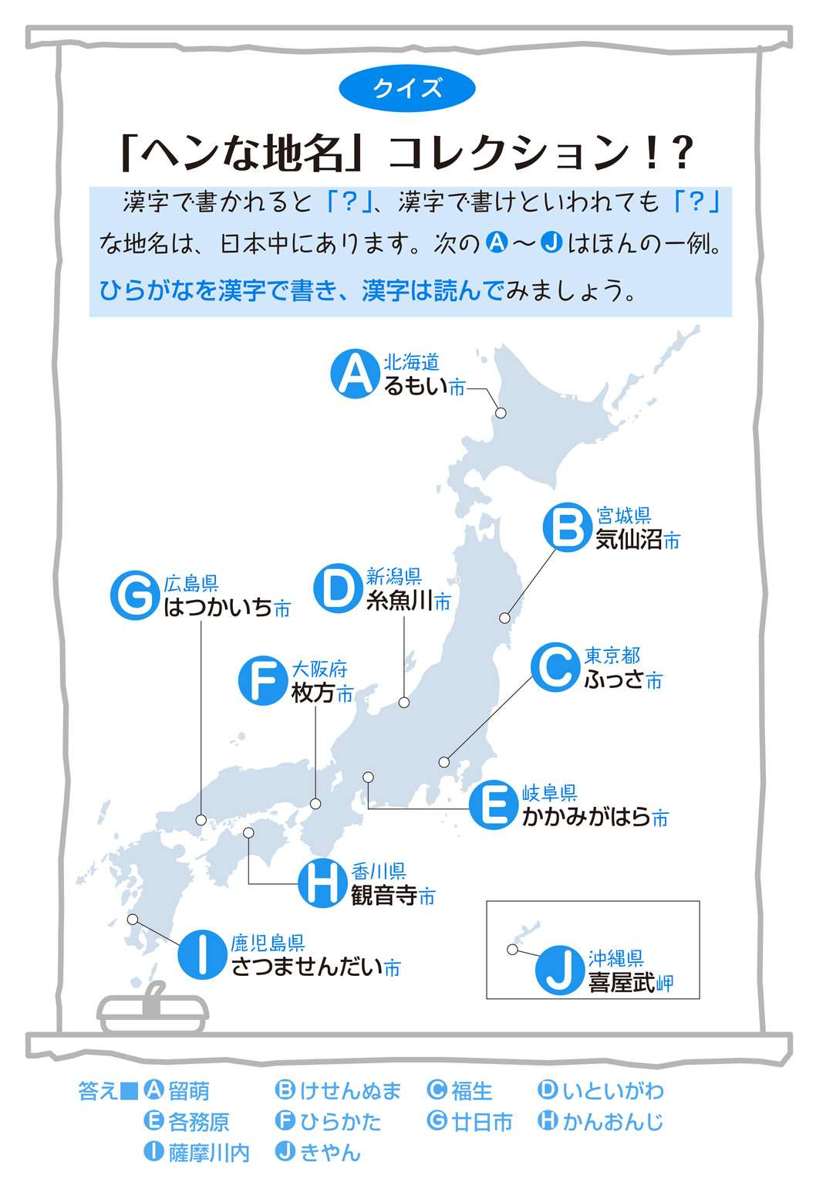 クイズ
「ヘンな地名」コレクション！？
漢字で書かれると「？」、漢字で書けといわれても「？」
な地名は、日本中にあります。次のA～Jはほんの一例。
ひらがなを漢字で書き、漢字は読んでみましょう。
A 北海道
るもい市
B 宮城県
気仙沼市
G 広島県
はつかいち市
D 新潟県
糸魚川市
F 大阪府
枚方市
C 東京都
ふっさ市
E 岐阜県
かかみがはら市
H 香川県
観音寺市
I 鹿児島県
さつませんだい市
J 沖縄県
喜屋武岬
答え■ A 留萌 B けせんぬま C 福生 D いといがわ
E 各務原 F ひらかた G 廿日市 H かんおんじ
I 薩摩川内 J きやん